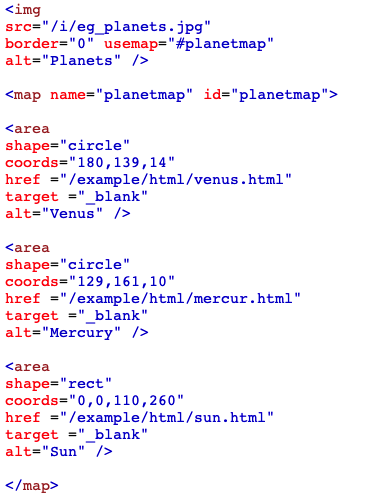 <img
src="/i/eg_planets.jpg"
border="0" usemap="#planetmap"
alt="Planets" />
<map name="planetmap" id="planetmap">
<area
shape="circle"
coords="180,139,14"
href ="/example/html/venus.html"
target ="_blank"
alt="Venus" />
<area
shape="circle"
coords="129,161,10"
href ="/example/html/mercur.html"
target ="_blank"
alt="Mercury" />
<area
shape="rect"
coords="0,0,110,260"
href ="/example/html/sun.html"
target ="_blank"
alt="Sun" />
</map>